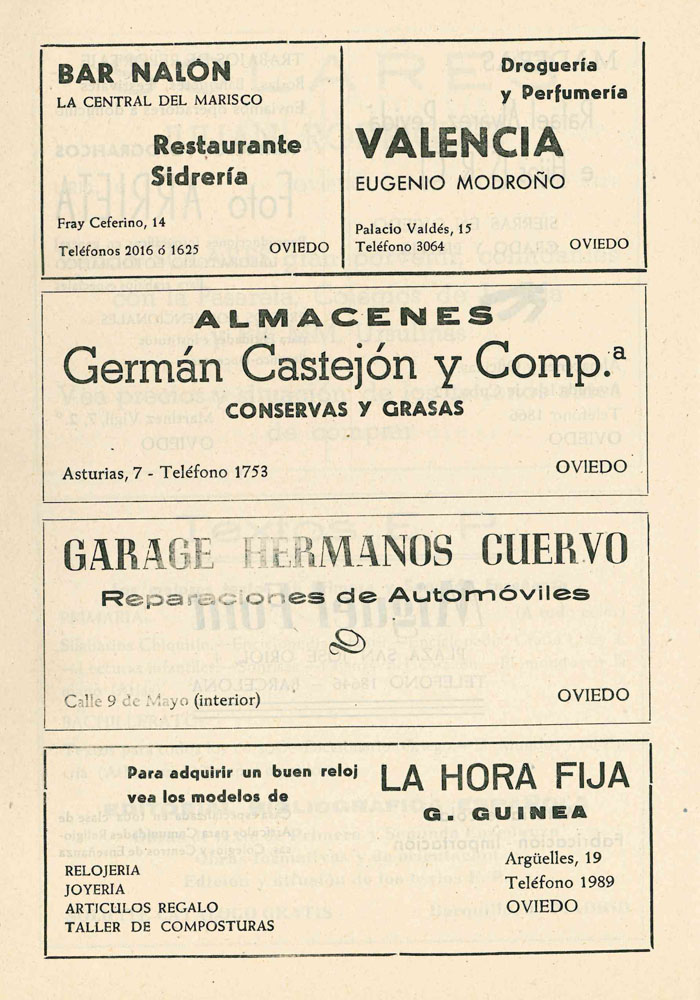 BAR NALÓN
LA CENTRAL DEL MARISCO
Restaurante
Sidrería
Fray Ceferino, 14
Teléfonos 2016 ó 1625 OVIEDO
Droguería
y Perfumería
VALENCIA
EUGENIO MODROÑO
Palacio Valdés, 15
Teléfono 3064 OVIEDO
ALMACENES
Germán Castejón y Comp.ª
CONSERVAS Y GRASAS
Asturias, 7 - Teléfono 1753 OVIEDO
GARAGE HERMANOS CUERVO
Reparaciones de Automóviles
Calle 9 de Mayo (interior) OVIEDO
Para adquirir un buen reloj
vea los modelos de
LA HORA FIJA
G. GUINEA
RELOJERIA
JOYERÍA
ARTICULOS REGALO
TALLER DE COMPOSTURAS
Argüelles, 19
Teléfono 1989
OVIEDO